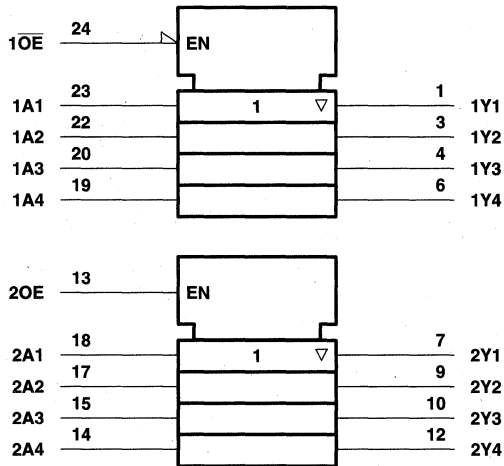 24
1OE EN
23 1 1
1A1 1 ▽ 1Y1
22 3
1A2 1Y2
20 4
1A3 1Y3
19 6
1A4 1Y4
13
2OE EN
18 7
2A1 1 ▽ 2Y1
17 9
2A2 2Y2
15 10
2A3 2Y3
14 12
2A4 2Y4